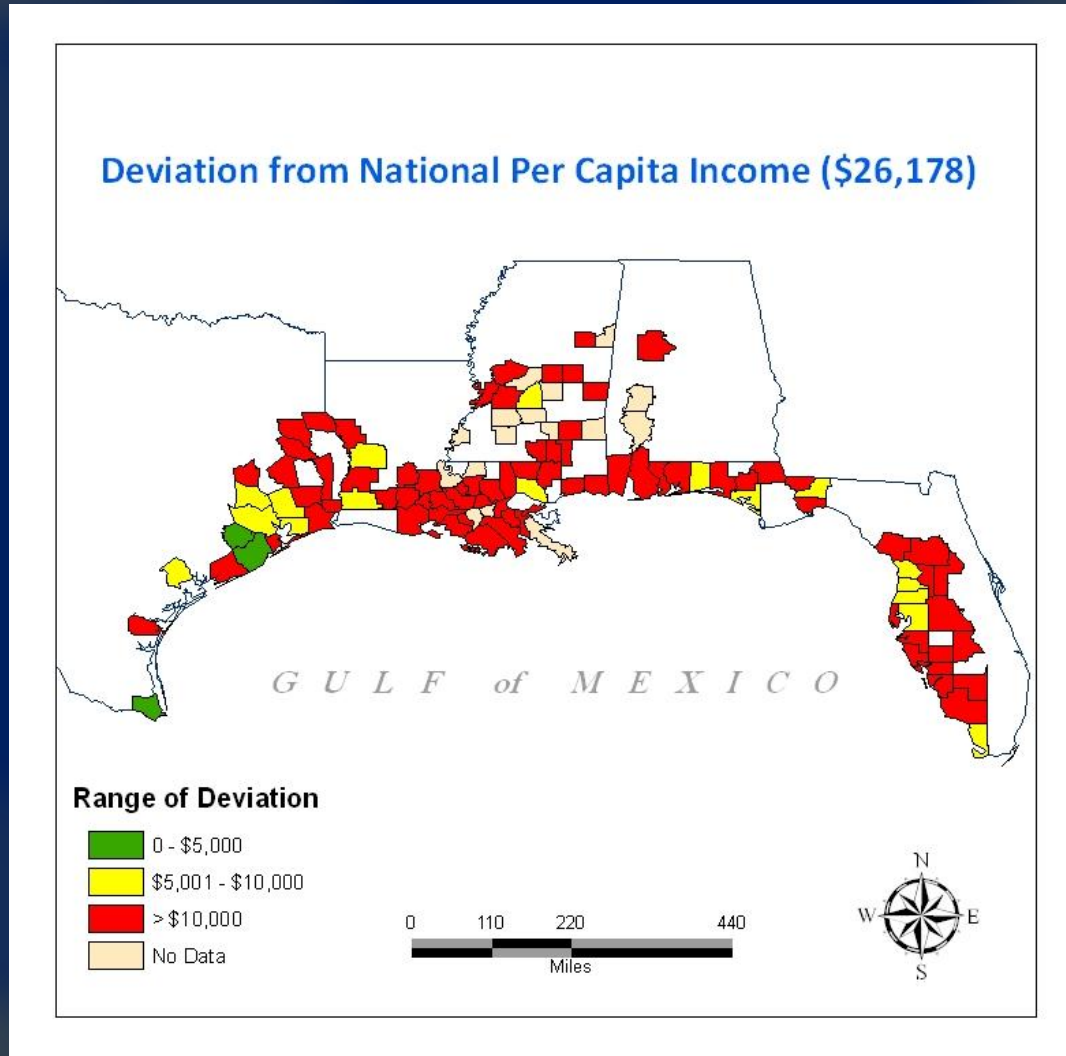 Deviation from National Per Capita Income ($26,178)
GULF of MEXICO
Range of Deviation
0 - $5,000
$5,001 - $10,000
> $10,000
No Data
0 110 220 440
Miles
N
W E
S